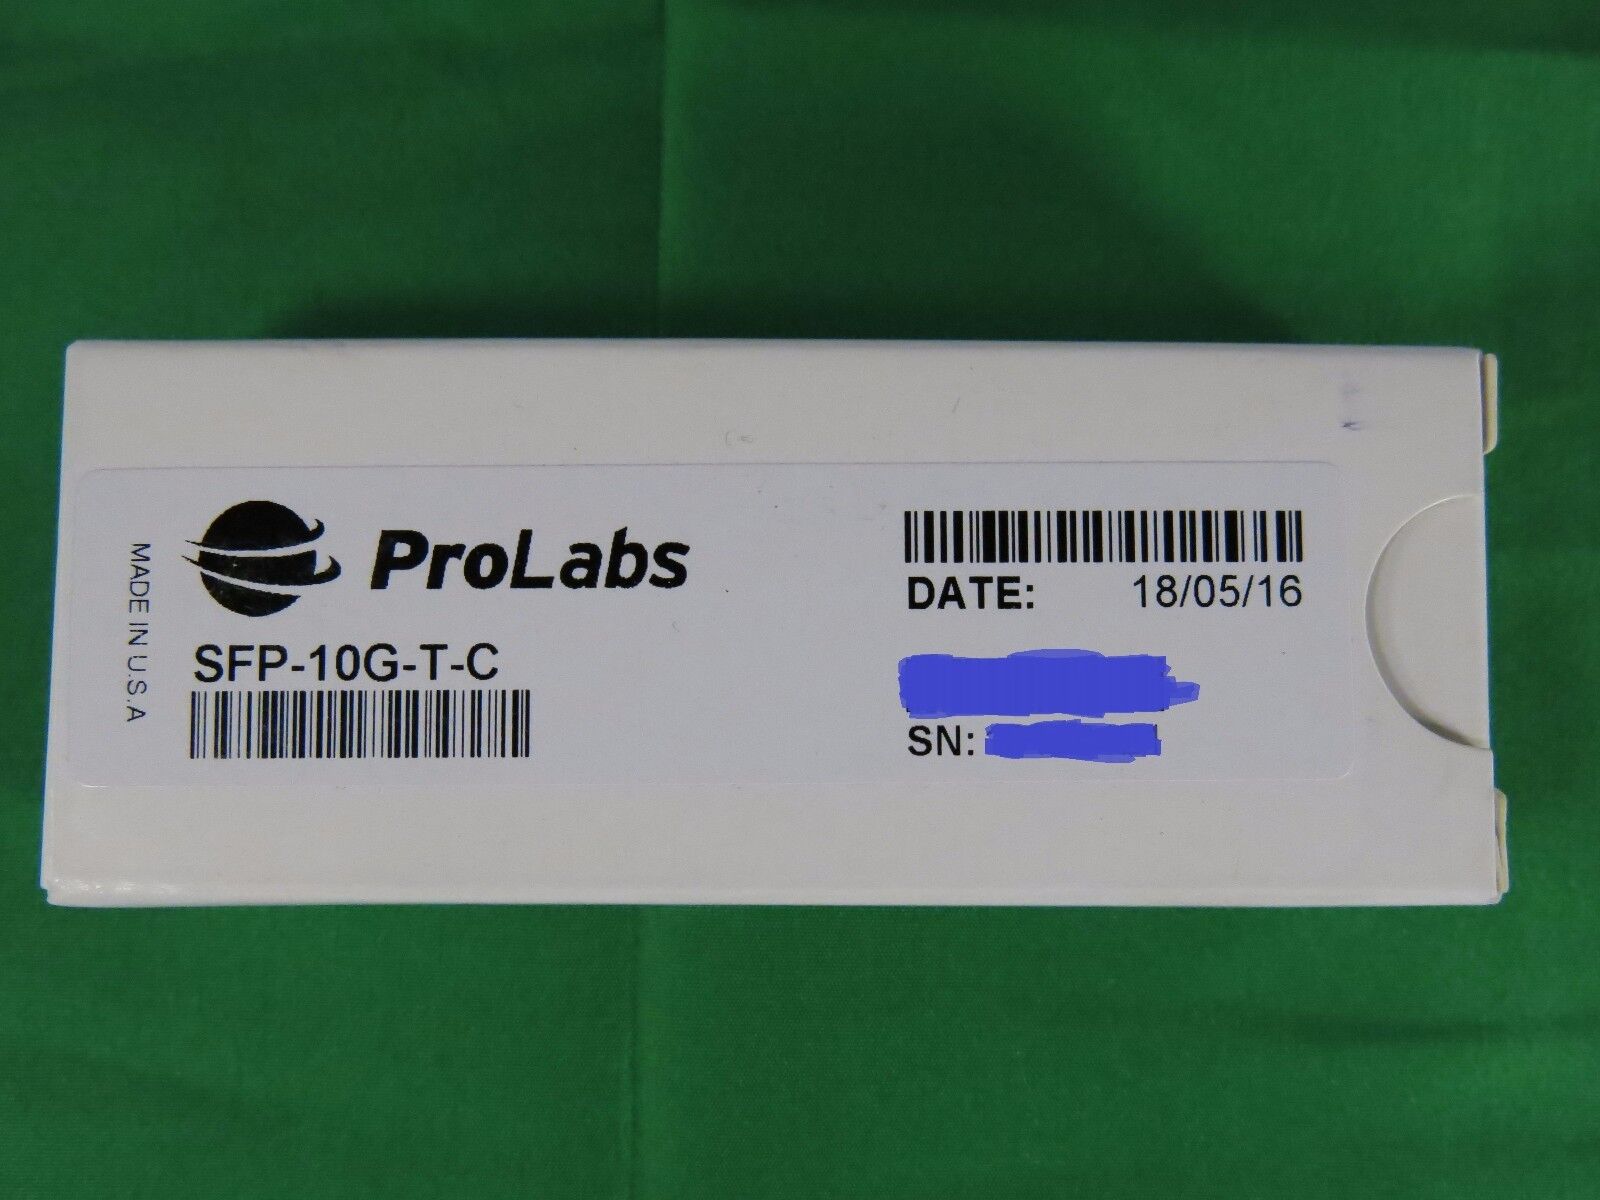 MADE IN U.S.A
ProLabs
SFP-10G-T-C
DATE: 18/05/16
SN: